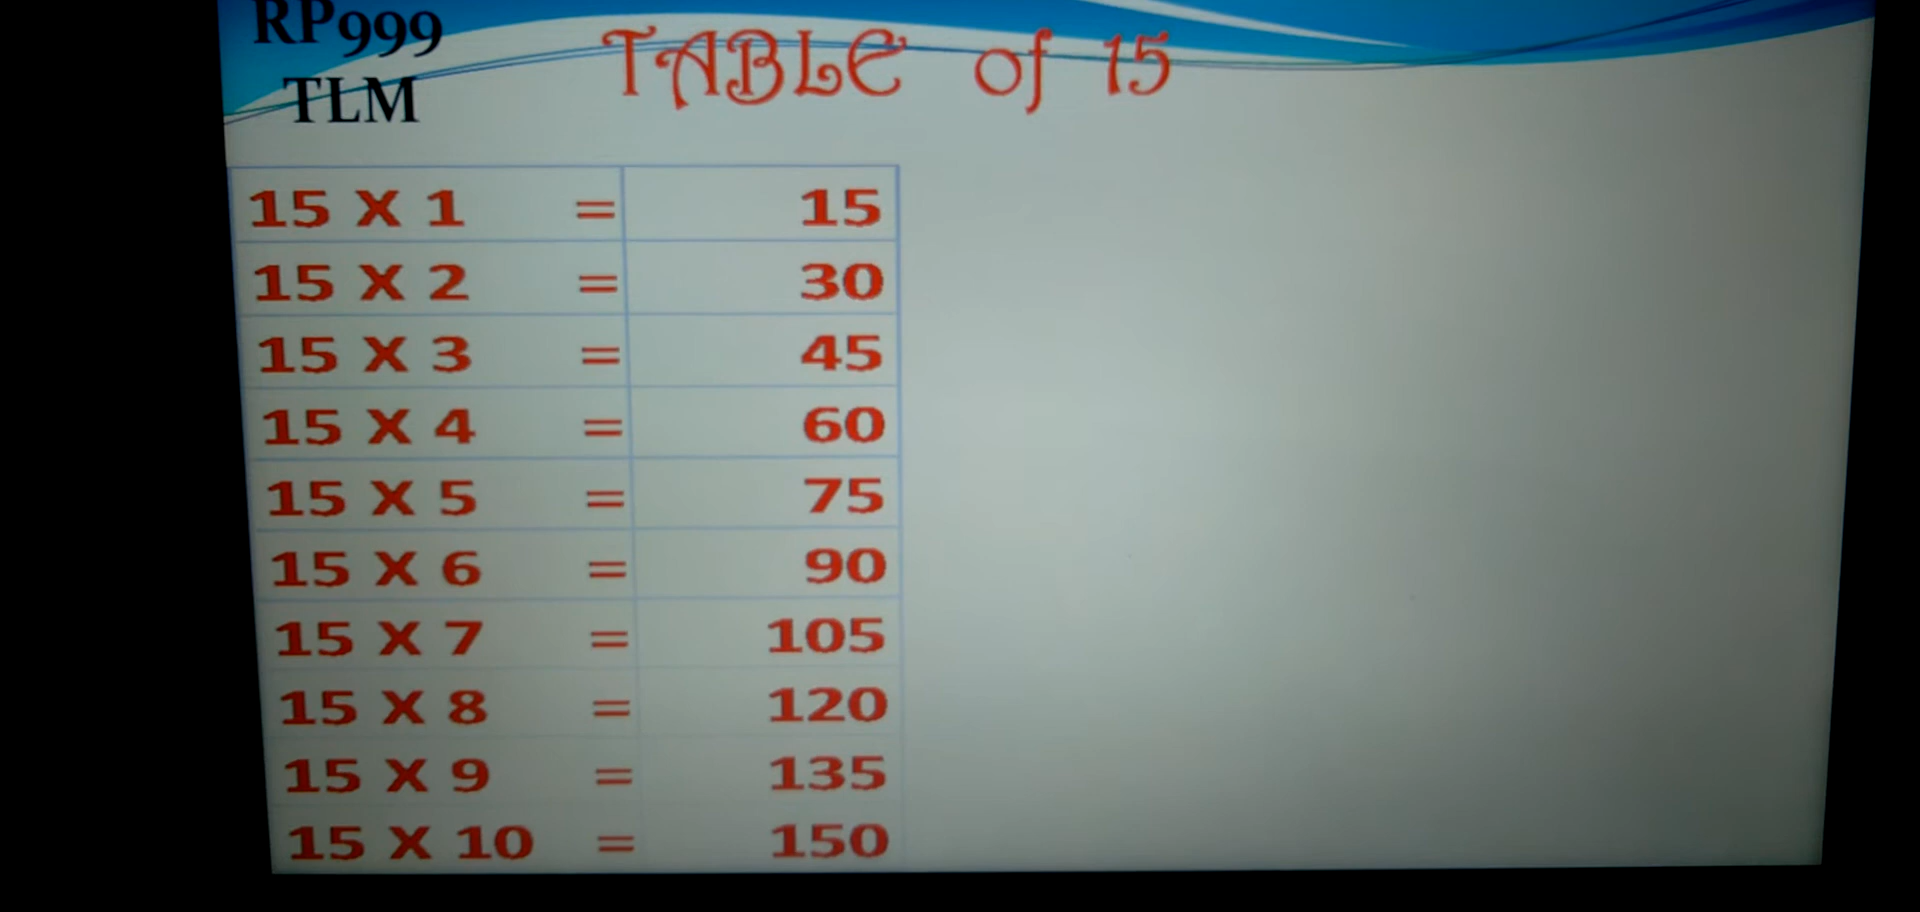 RP999
TLM
TABLE of 15
15 X 1 = 15
15 X 2 = 30
15 X 3 = 45
15 X 4 = 60
15 X 5 = 75
15 X 6 = 90
15 X 7 = 105
15 X 8 = 120
15 X 9 = 135
15 X 10 = 150